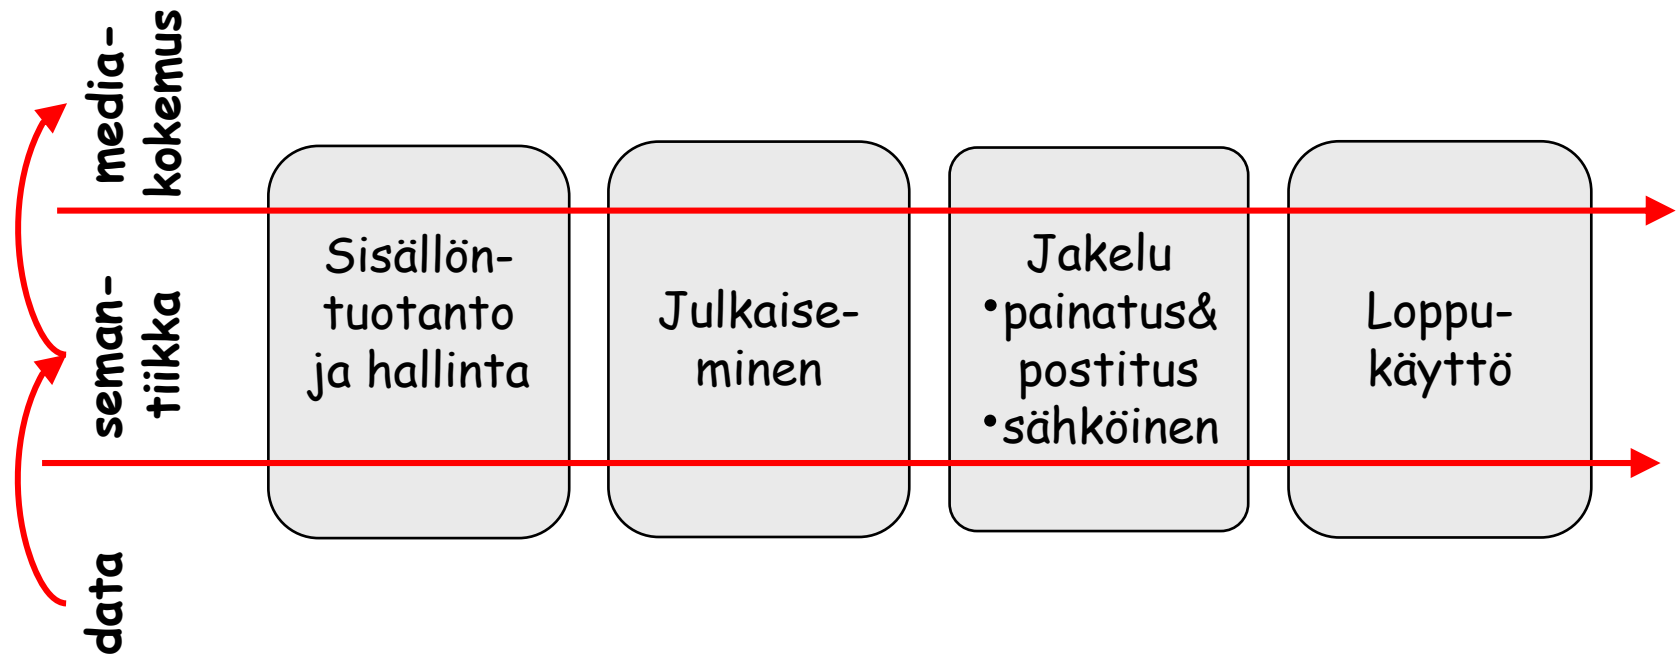 media-
kokemus
seman-
tiikka
data
Sisällön-
tuotanto
ja hallinta
Julkaise-
minen
Jakelu
•painatus&
postitus
•sähköinen
Loppu-
käyttö